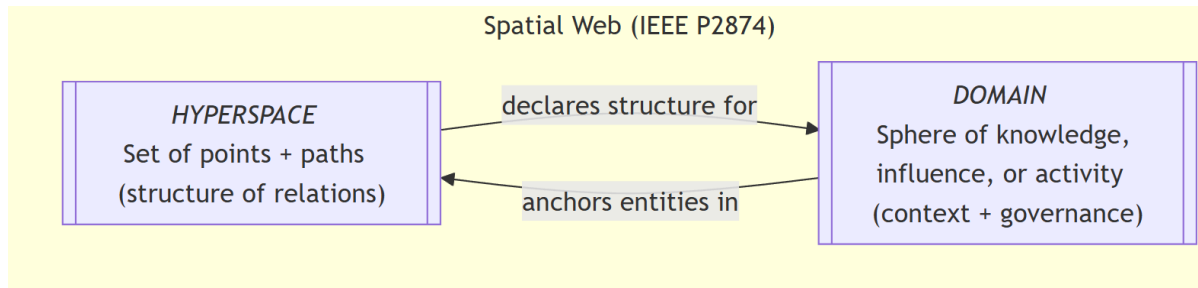 Spatial Web (IEEE P2874)
HYPERSPACE
Set of points + paths
(structure of relations)
declares structure for
anchors entities in
DOMAIN
Sphere of knowledge,
influence, or activity
(context + governance)